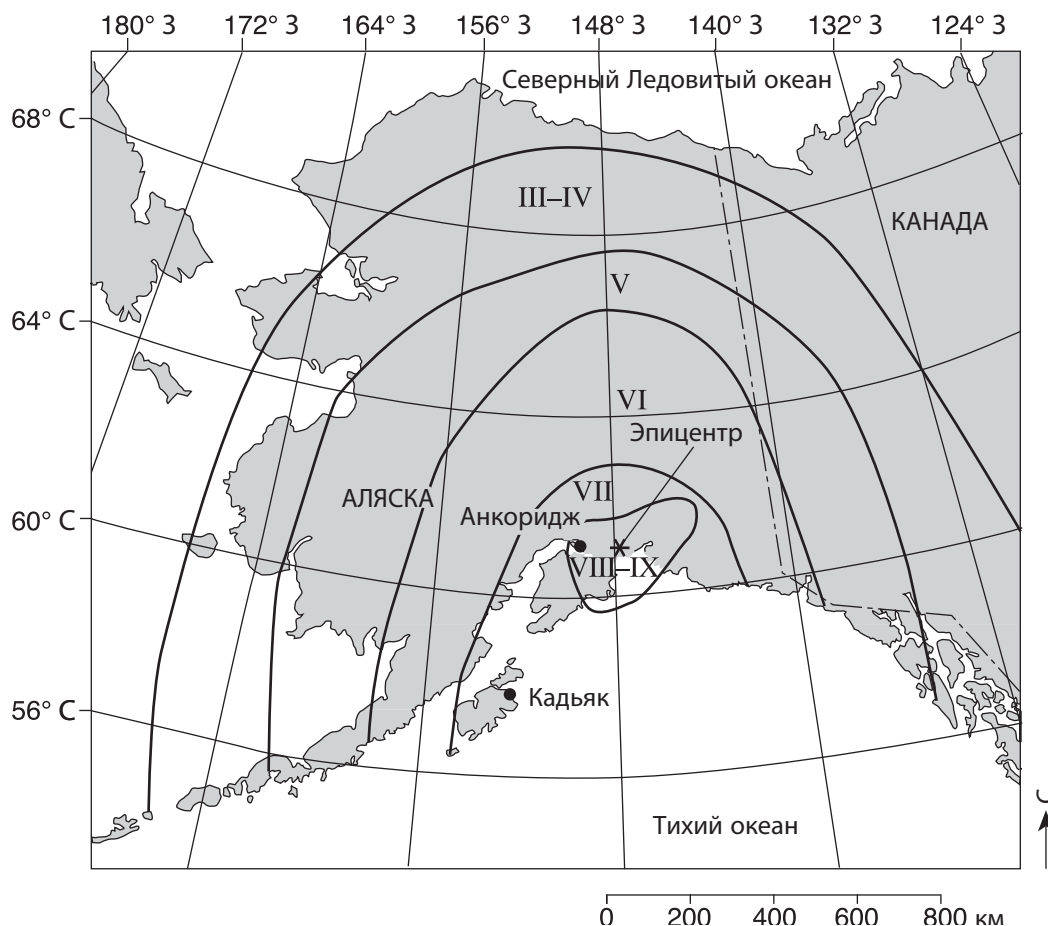 180° З 172° З 164° З 156° З 148° З 140° З 132° З 124° З
Северный Ледовитый океан
68° С
III–IV
КАНАДА
V
64° С
VI
Эпицентр
VII
АЛЯСКА
Анкоридж
60° С
VIII–IX
Кадьяк
56° С
С
Тихий океан
0 200 400 600 800 км